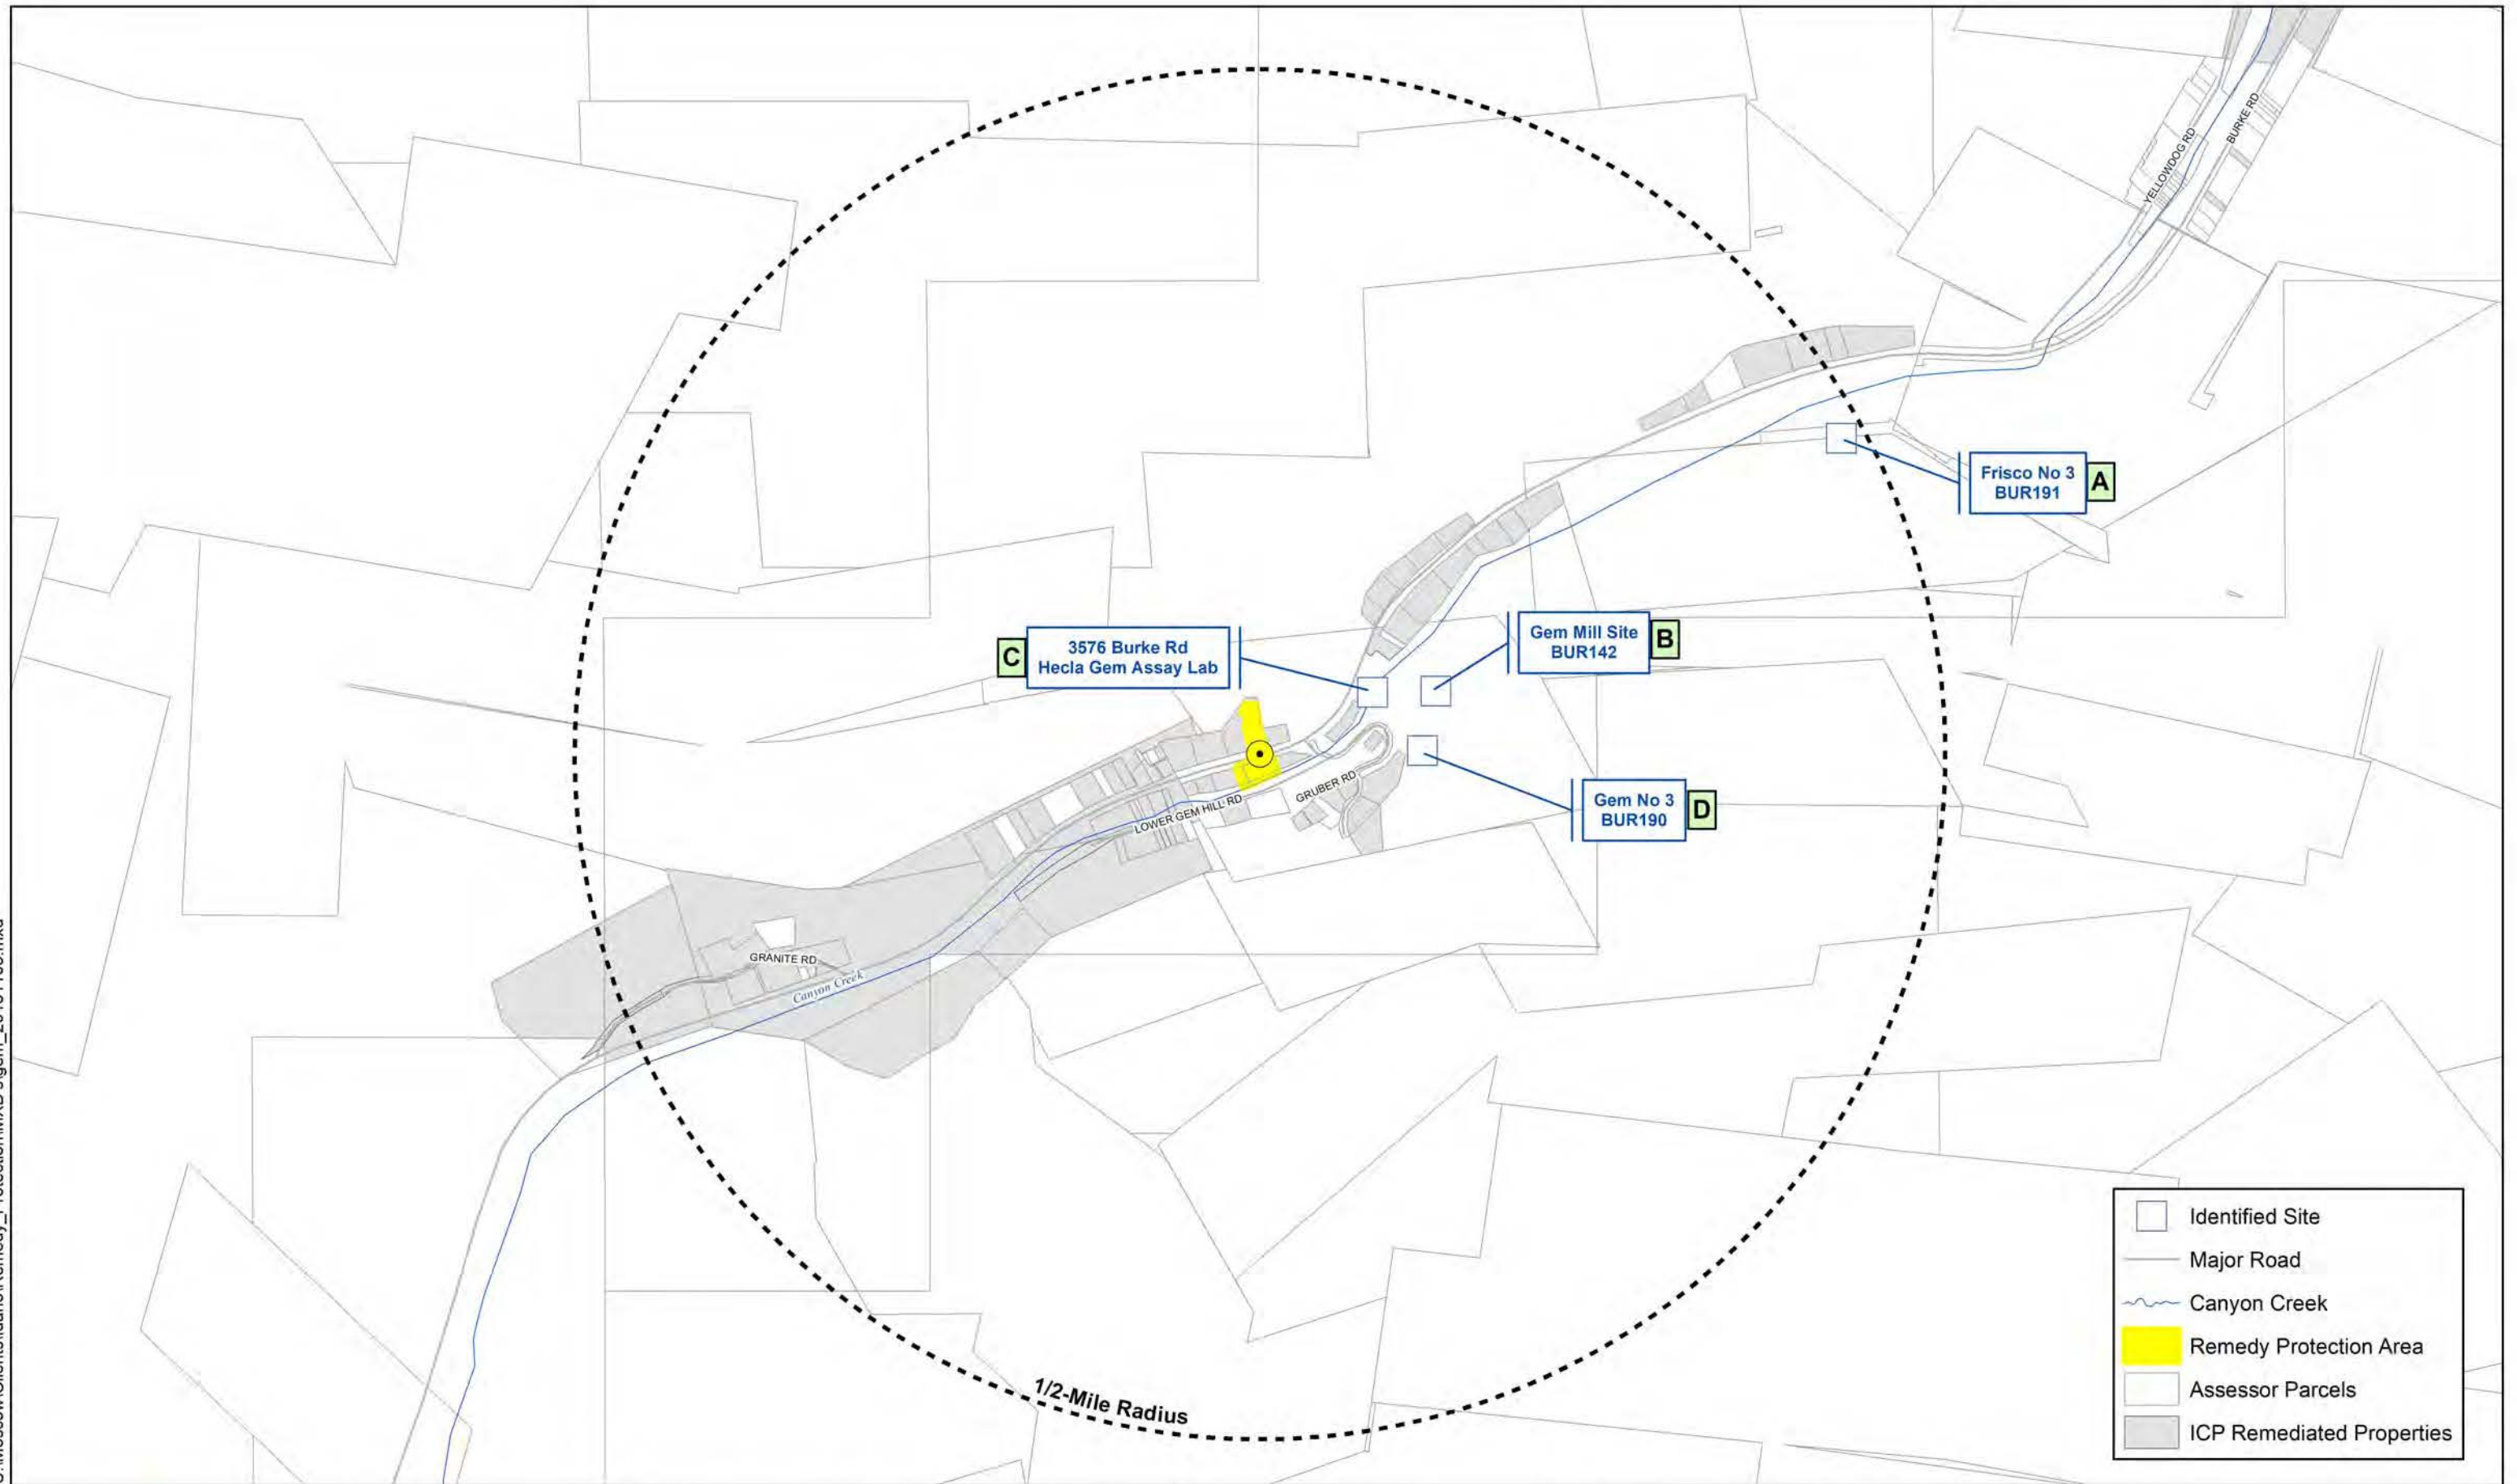 YELLOWDOG RD
BURKE RD
Frisco No 3
BUR191
A
C
3576 Burke Rd
Hecla Gem Assay Lab
Gem Mill Site
BUR142
B
LOWER GEM HILL RD
GRUBER RD
Gem No 3
BUR190
D
GRANITE RD
Canyon Creek
1/2-Mile Radius
Identified Site
Major Road
Canyon Creek
Remedy Protection Area
Assessor Parcels
ICP Remediated Properties